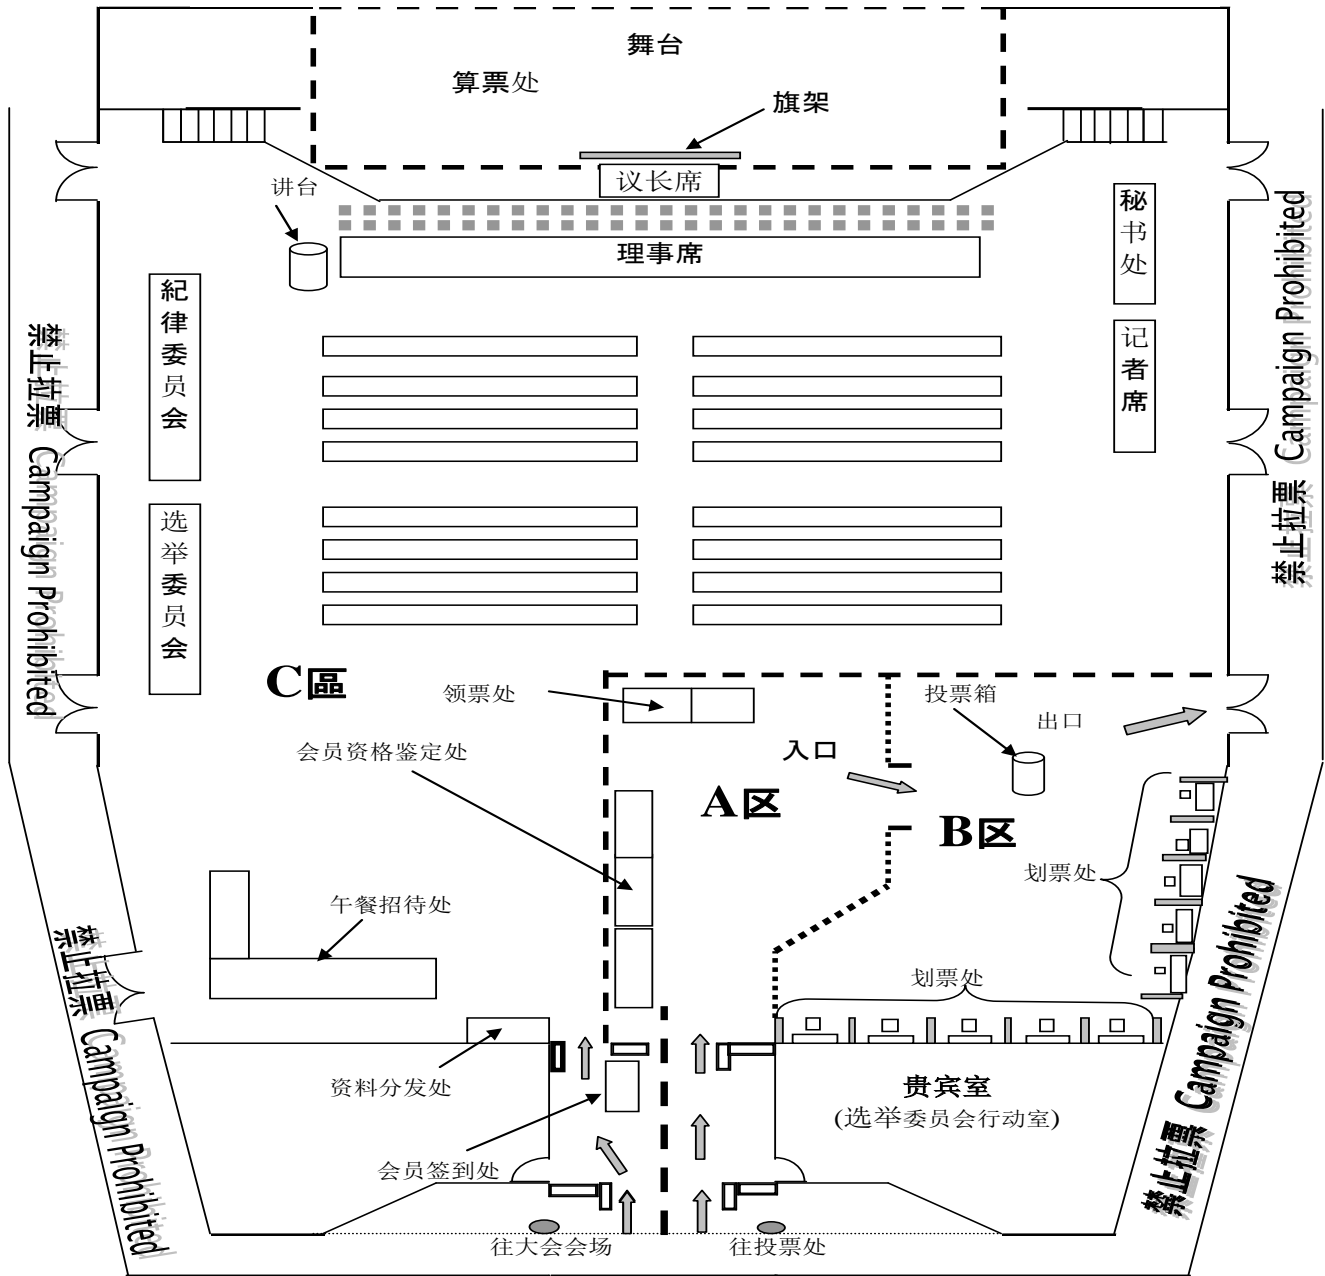 舞台
算票处
旗架
议长席
讲台
理事席
秘书处
紀律委员会
记者席
禁止拉票 Campaign Prohibited
禁止拉票 Campaign Prohibited
选举委员会
C區
领票处
投票箱
出口
会员资格鉴定处
入口
A区
B区
划票处
午餐招待处
划票处
禁止拉票 Campaign Prohibited
禁止拉票 Campaign Prohibited
资料分发处
贵宾室
(选举委员会行动室)
会员签到处
往大会会场
往投票处